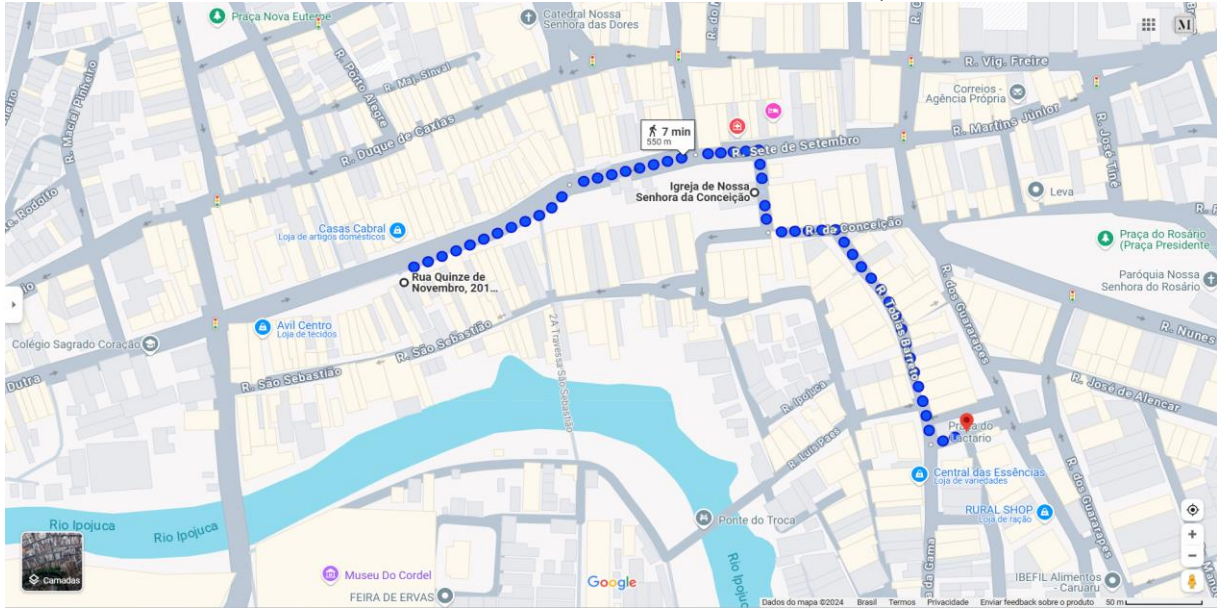 Praça Nova Euterpe
Catedral Nossa
Senhora das Dores
R. Maciel Pinheiro
R. Porto Alegre
R. Maj. Sinval
R. Vig. Freire
Correios -
Agência Própria
R. Martins Júnior
R. José Tiné
R. Duque de Caxias
7 min
550 m
R. Sete de Setembro
Igreja de Nossa
Senhora da Conceição
Leva
Casas Cabral
Loja de artigos domésticos
R. da Conceição
Praça do Rosário
(Praça Presidente...
Rua Quinze de
Novembro, 201...
Paróquia Nossa
Senhora do Rosário
R. dos Guararapes
R. Tobias Barreto
Avil Centro
Loja de tecidos
Colégio Sagrado Coração
R. São Sebastião
2A Travessa São Sebastião
R. Nunes
Dutra
R. São Sebastião
R. José de Alencar
R. Ipojuca
R. Luís Paes
Central das Essências
Loja de variedades
R. dos Guararapes
RURAL SHOP
Loja de ração
Ponte do Troca
Rio Ipojuca
Rio Ipojuca
Rio Ipojuca
da Gama
Museu Do Cordel
FEIRA DE ERVAS
IBEFIL Alimentos
- Caruaru
Camadas
Google
M
Dados do mapa ©2024 Brasil Termos Privacidade Enviar feedback sobre o produto 50 m